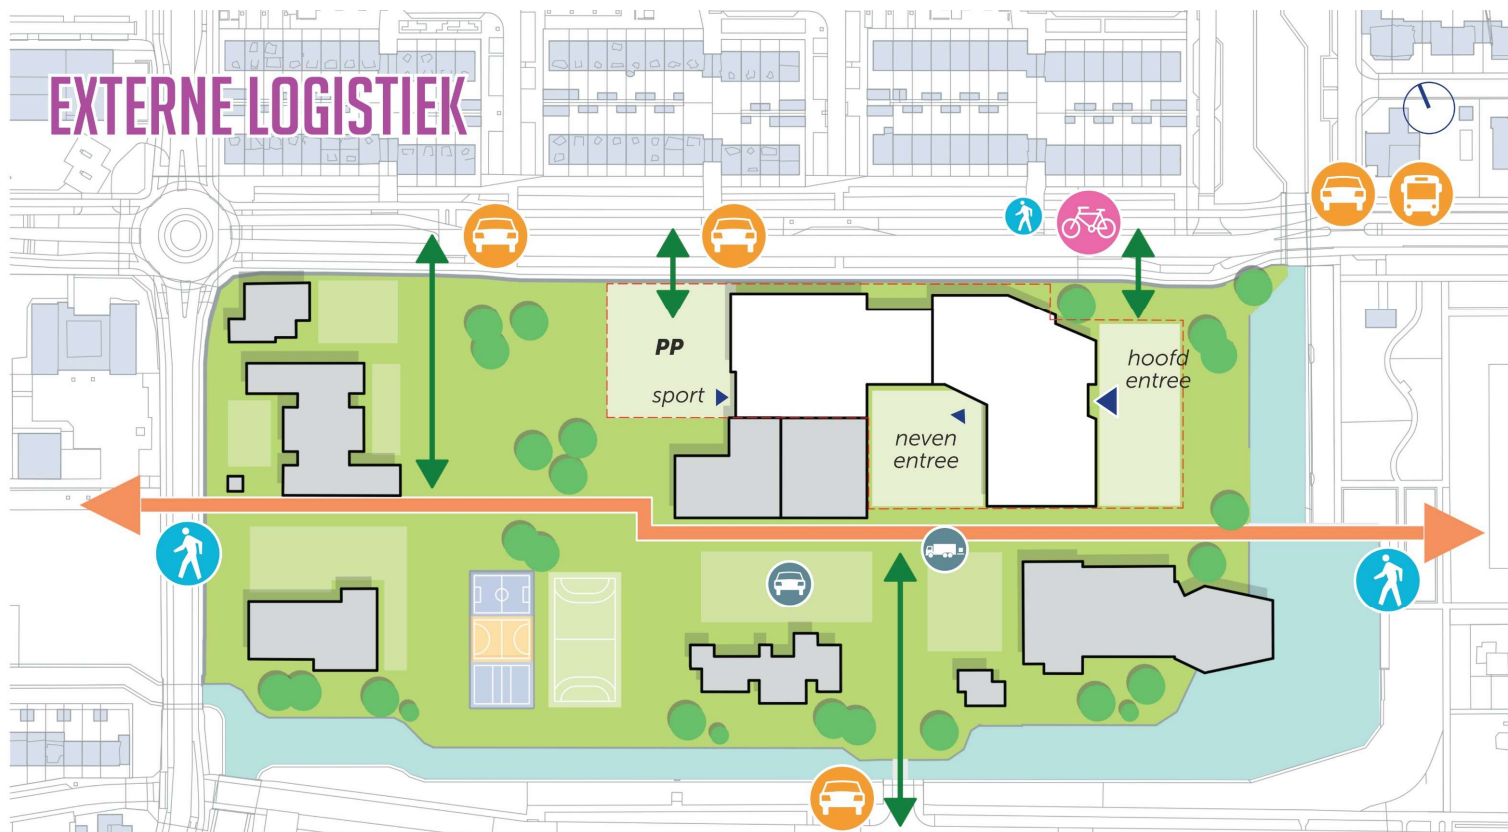 EXTERNE LOGISTIEK
PP
sport
hoofd
entree
neven
entree